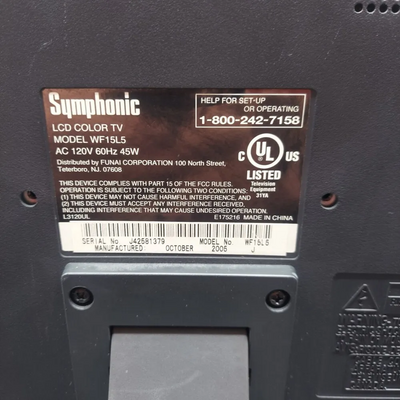 Symphonic
LCD COLOR TV
MODEL WF15L5
AC 120V 60Hz 45W
Distributed by FUNAI CORPORATION 100 North Street,
Teterboro, NJ. 07608
HELP FOR SET-UP
OR OPERATING
1-800-242-7158
C UL US
LISTED
Television
Equipment
31YA
THIS DEVICE COMPLIES WITH PART 15 OF THE FCC RULES.
OPERATION IS SUBJECT TO THE FOLLOWING TWO CONDITIONS:
(1) THIS DEVICE MAY NOT CAUSE HARMFUL INTERFERENCE, AND
(2) THIS DEVICE MUST ACCEPT ANY INTERFERENCE RECEIVED,
INCLUDING INTERFERENCE THAT MAY CAUSE UNDESIRED OPERATION.
L3120UL E175216 MADE IN CHINA
SERIAL No J42581379 MODEL No. WF15L5
MANUFACTURED OCTOBER 2005 J